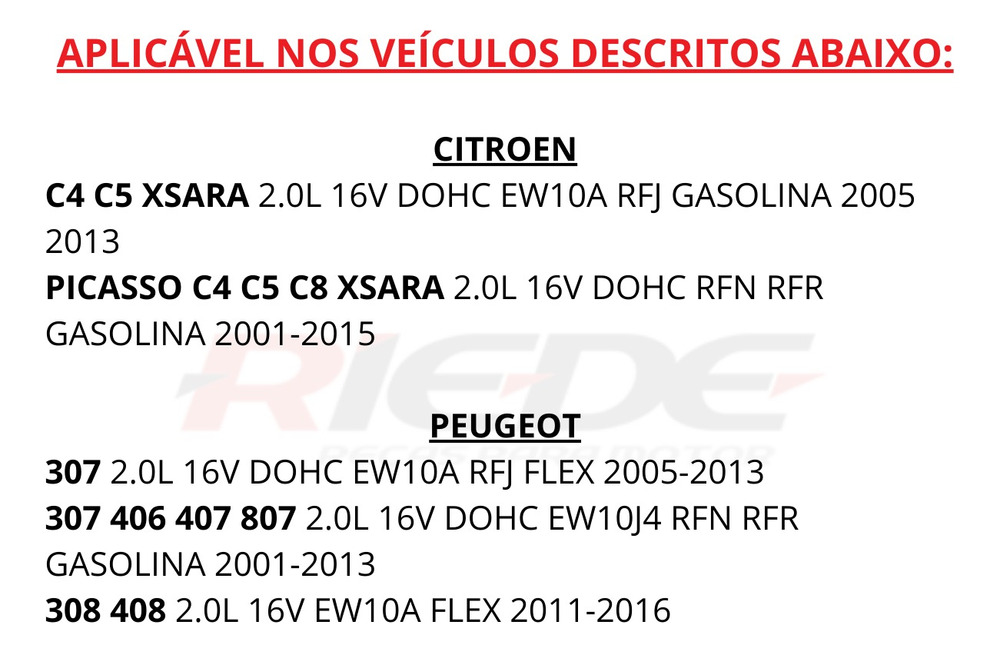 APLICÁVEL NOS VEÍCULOS DESCRITOS ABAIXO:
CITROEN
C4 C5 XSARA 2.0L 16V DOHC EW10A RFJ GASOLINA 2005
2013
PICASSO C4 C5 C8 XSARA 2.0L 16V DOHC RFN RFR
GASOLINA 2001-2015
RIEDE
PEUGEOT
PEÇAS PARA MOTOR
307 2.0L 16V DOHC EW10A RFJ FLEX 2005-2013
307 406 407 807 2.0L 16V DOHC EW10J4 RFN RFR
GASOLINA 2001-2013
308 408 2.0L 16V EW10A FLEX 2011-2016